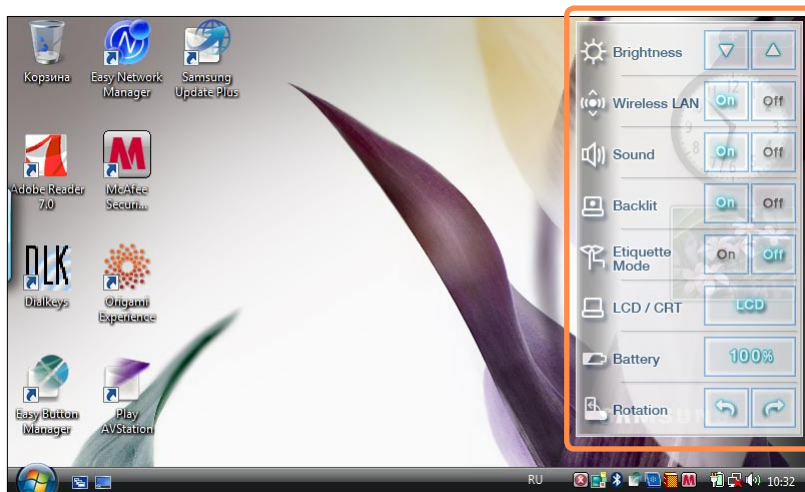 Корзина
Easy Network
Manager
Samsung
Update Plus
Adobe Reader
7.0
McAfee
Securi...
DLK
Dialkeys
Origami
Experience
Easy Button
Manager
Play
AVStation
Brightness
Wireless LAN On Off
Sound On Off
Backlit On Off
Etiquette
Mode
On Off
LCD / CRT LCD
Battery 100%
Rotation
SAMSUNG
RU
10:32